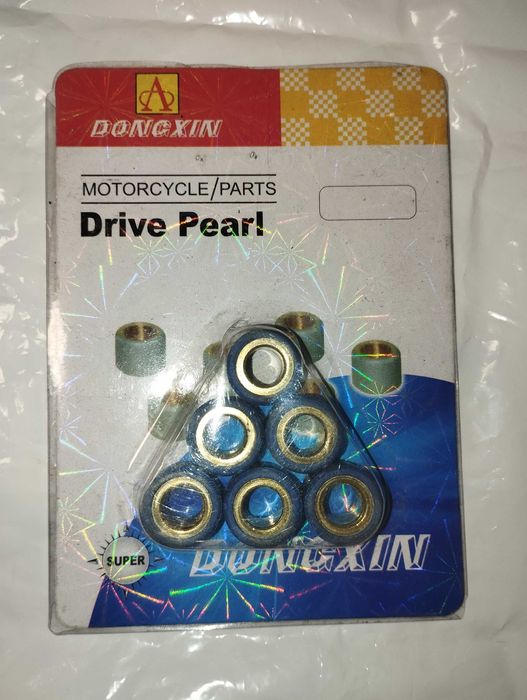 A
DONGXIN
MOTORCYCLE/PARTS
Drive Pearl
DONGXIN
SUPER